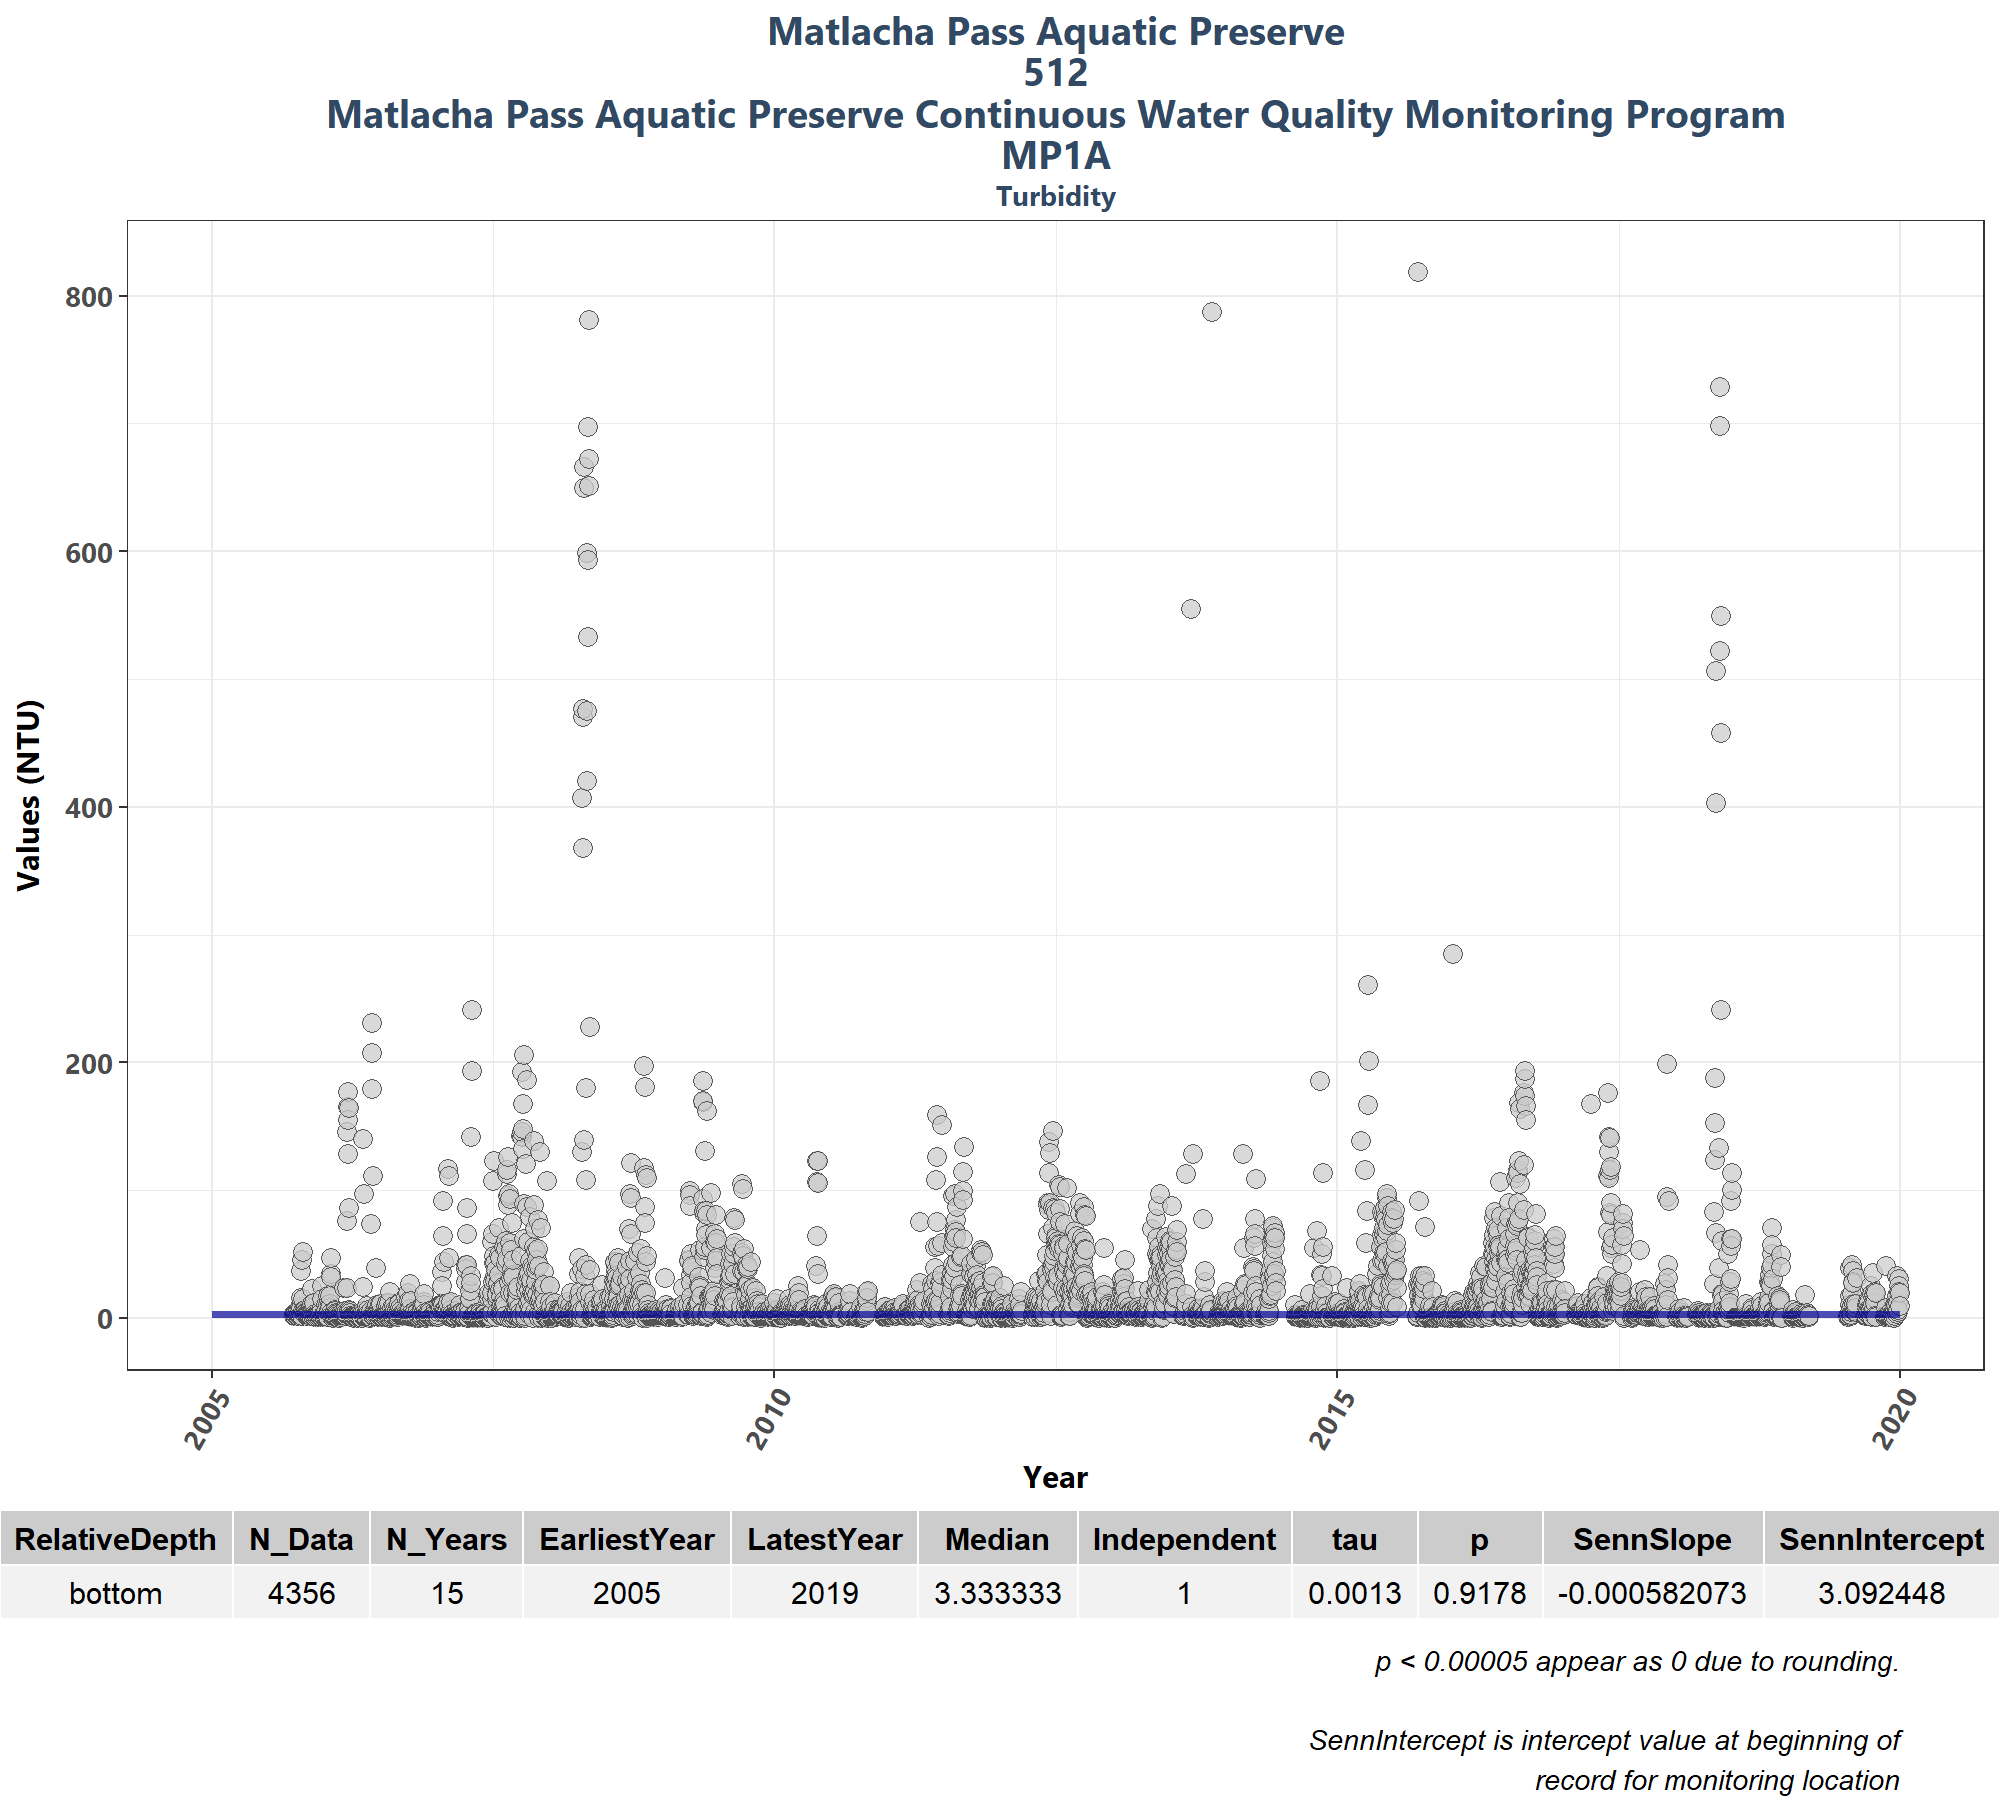 Matlacha Pass Aquatic Preserve
512
Matlacha Pass Aquatic Preserve Continuous Water Quality Monitoring Program
MP1A
Turbidity
Values (NTU)
800
600
400
200
0
2005 2010 2015 2020
Year
RelativeDepth N_Data N_Years EarliestYear LatestYear Median Independent tau p SennSlope SennIntercept
bottom 4356 15 2005 2019 3.333333 1 0.0013 0.9178 -0.000582073 3.092448
p < 0.00005 appear as 0 due to rounding.
SennIntercept is intercept value at beginning of
record for monitoring location